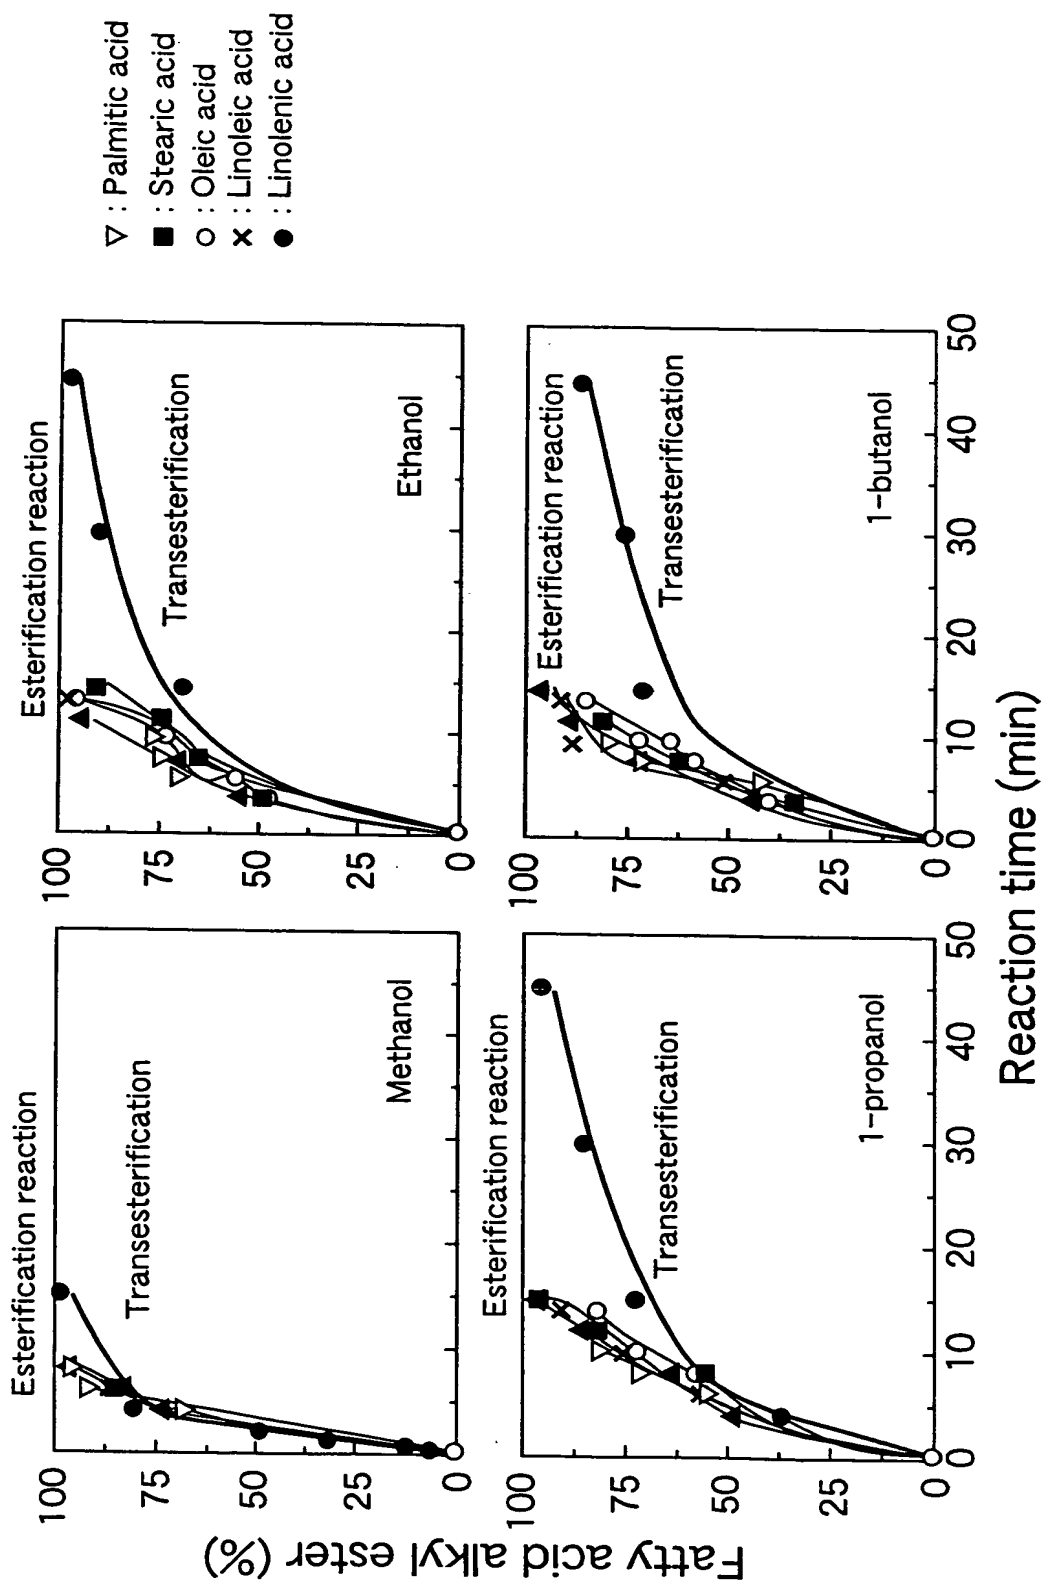 ▽ : Palmitic acid
■ : Stearic acid
○ : Oleic acid
× : Linoleic acid
● : Linolenic acid
Fatty acid alkyl ester (%)
Esterification reaction
Transesterification
Methanol
100
75
50
25
0
Esterification reaction
Transesterification
Ethanol
100
75
50
25
0
Esterification reaction
Transesterification
1-propanol
100
75
50
25
0
0 10 20 30 40 50
Esterification reaction
Transesterification
1-butanol
100
75
50
25
0
0 10 20 30 40 50
Reaction time (min)